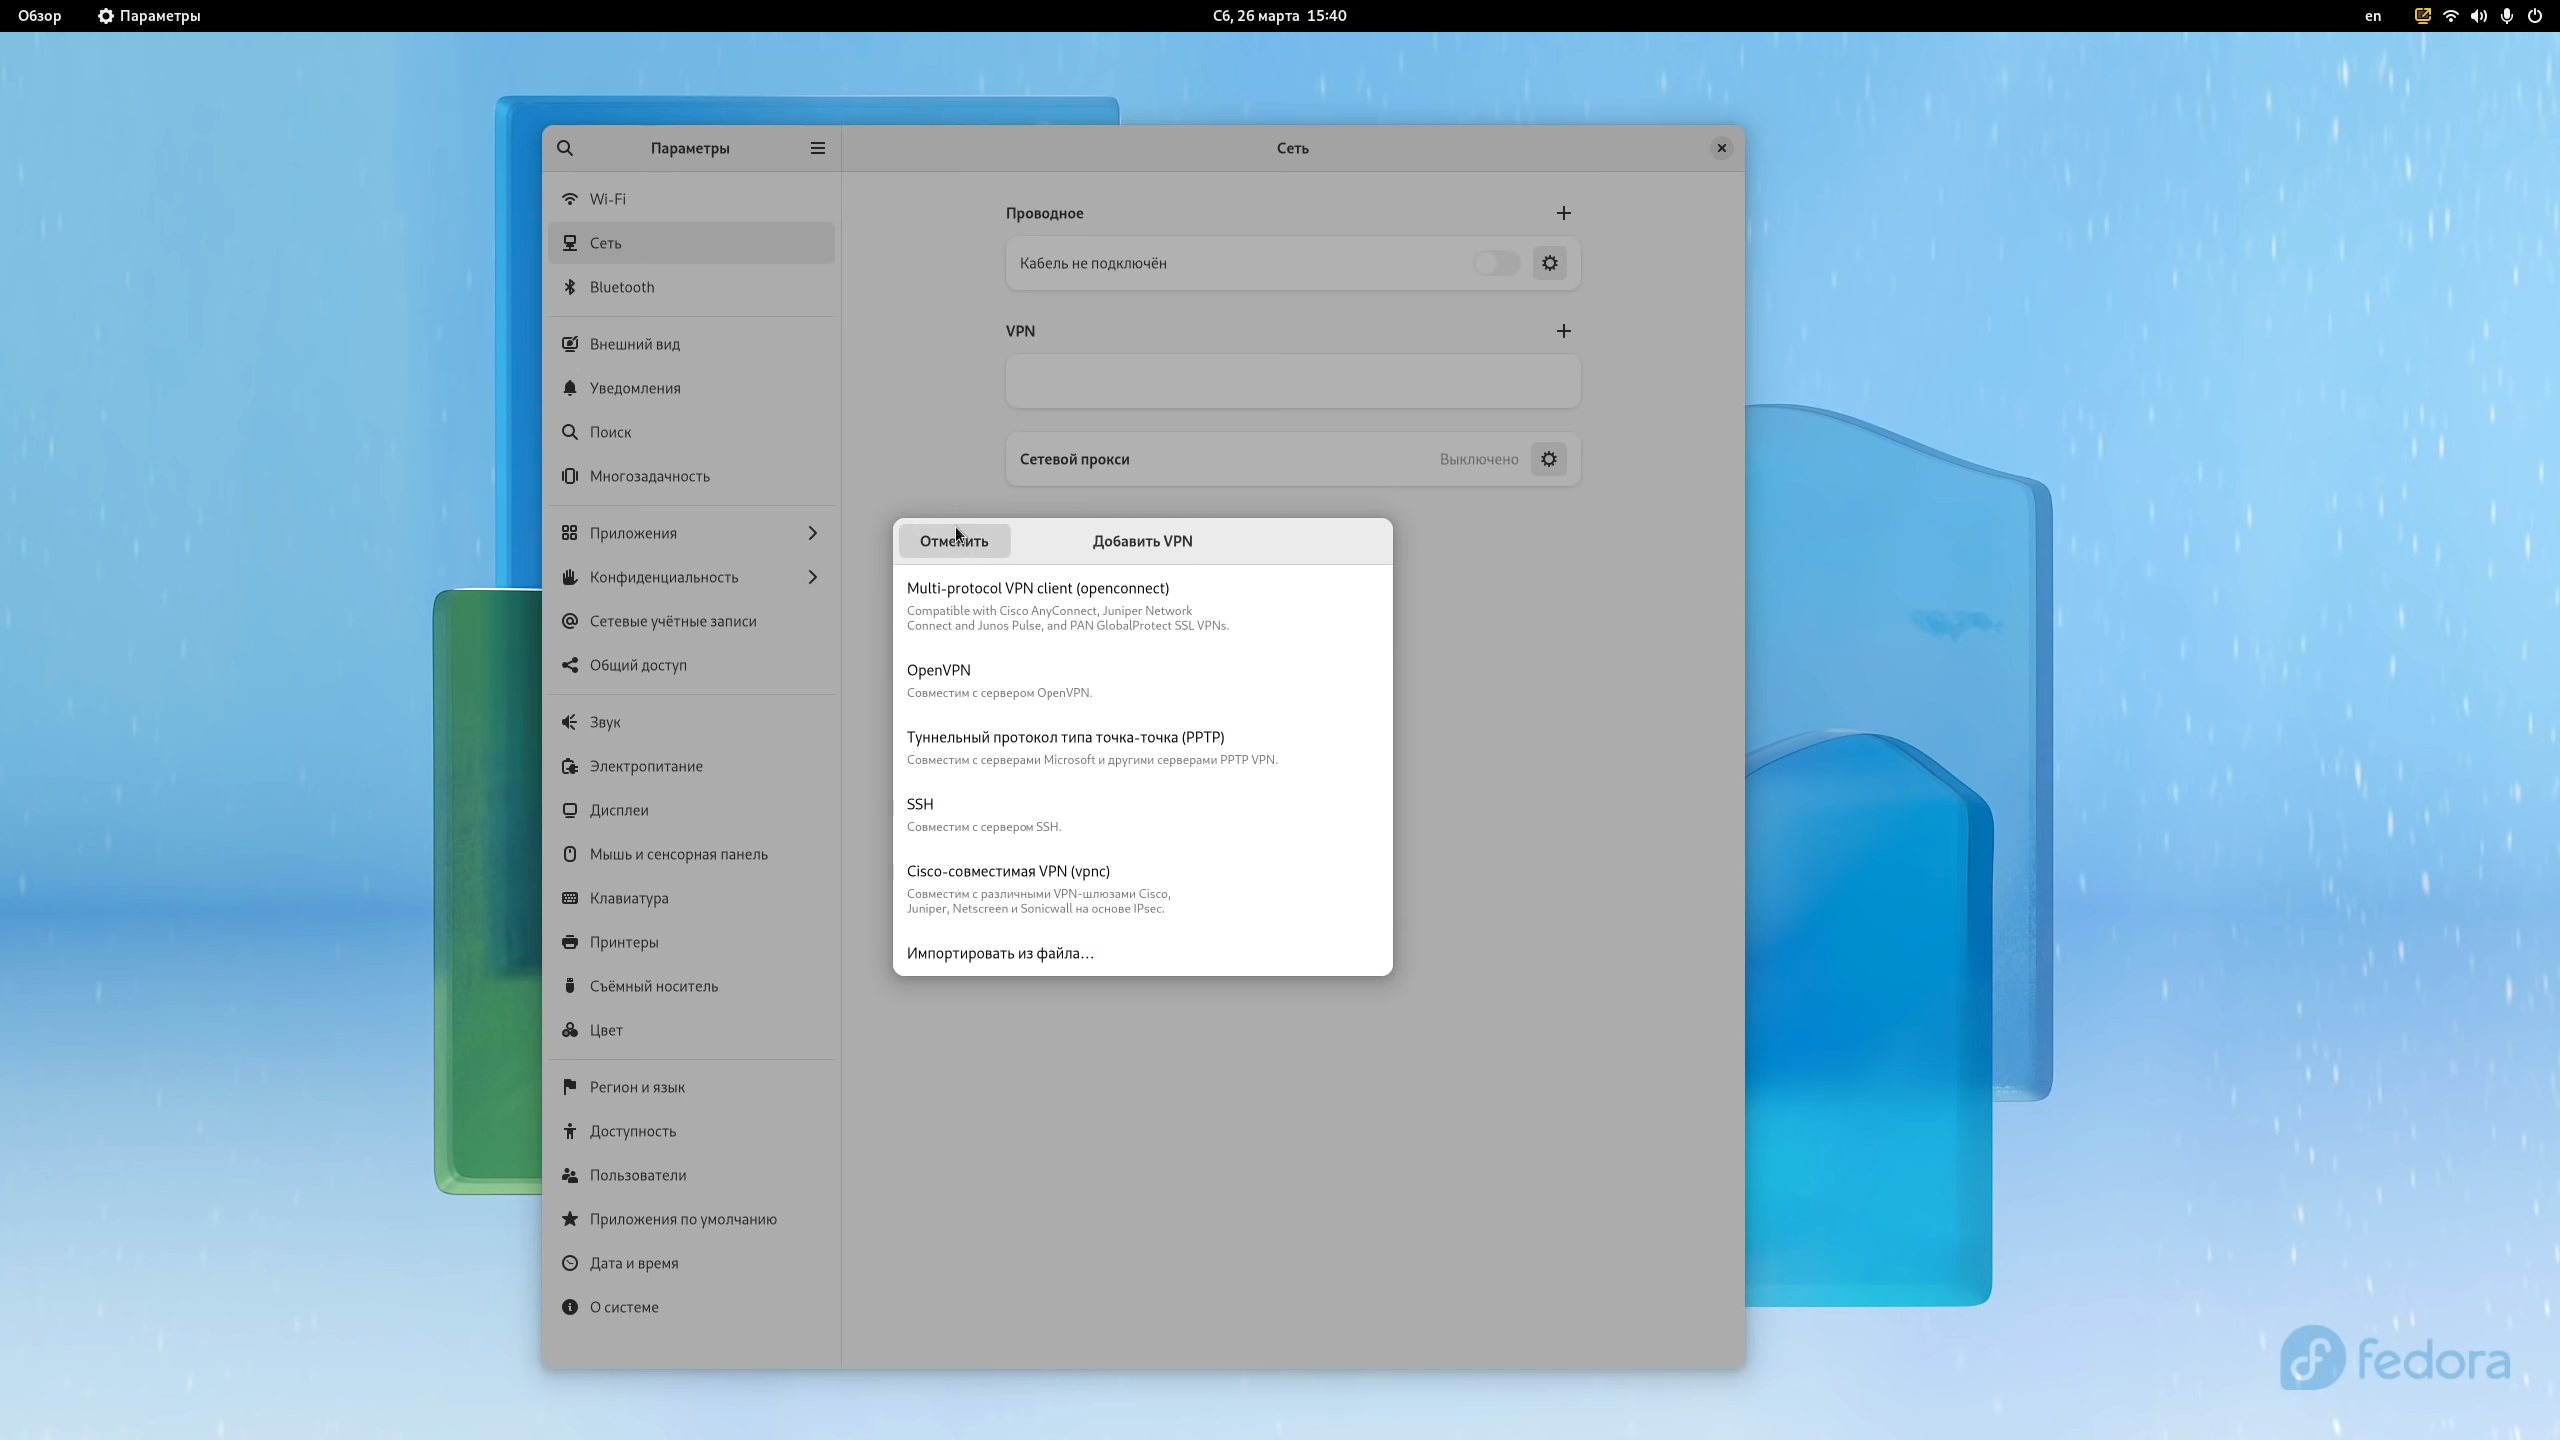 Обзор
Параметры
Сб, 26 марта 15:40
en
Параметры
Сеть
Wi-Fi
Сеть
Bluetooth
Внешний вид
Уведомления
Поиск
Многозадачность
Приложения
Конфиденциальность
Сетевые учётные записи
Общий доступ
Звук
Электропитание
Дисплеи
Мышь и сенсорная панель
Клавиатура
Принтеры
Съёмный носитель
Цвет
Регион и язык
Доступность
Пользователи
Приложения по умолчанию
Дата и время
О системе
Проводное
Кабель не подключён
VPN
Сетевой прокси
Выключено
Отменить
Добавить VPN
Multi-protocol VPN client (openconnect)
Compatible with Cisco AnyConnect, Juniper Network
Connect and Junos Pulse, and PAN GlobalProtect SSL VPNs.
OpenVPN
Совместим с сервером OpenVPN.
Туннельный протокол типа точка-точка (PPTP)
Совместим с серверами Microsoft и другими серверами PPTP VPN.
SSH
Совместим с сервером SSH.
Cisco-совместимая VPN (vpnc)
Совместим с различными VPN-шлюзами Cisco,
Juniper, Netscreen и Sonicwall на основе IPsec.
Импортировать из файла…
fedora